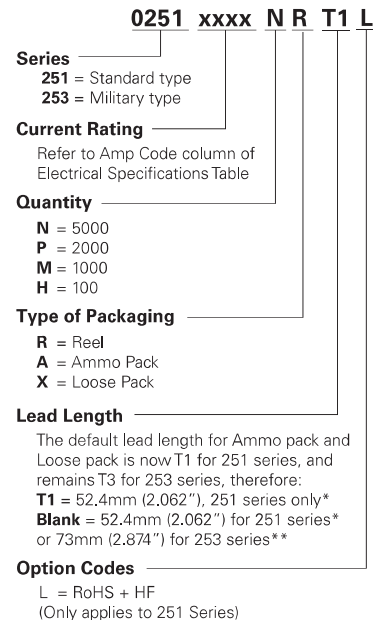 0251 xxxx N R T1 L
Series
251 = Standard type
253 = Military type
Current Rating
Refer to Amp Code column of
Electrical Specifications Table
Quantity
N = 5000
P = 2000
M = 1000
H = 100
Type of Packaging
R = Reel
A = Ammo Pack
X = Loose Pack
Lead Length
The default lead length for Ammo pack and
Loose pack is now T1 for 251 series, and
remains T3 for 253 series, therefore:
T1 = 52.4mm (2.062″), 251 series only*
Blank = 52.4mm (2.062″) for 251 series*
or 73mm (2.874″) for 253 series**
Option Codes
L = RoHS + HF
(Only applies to 251 Series)